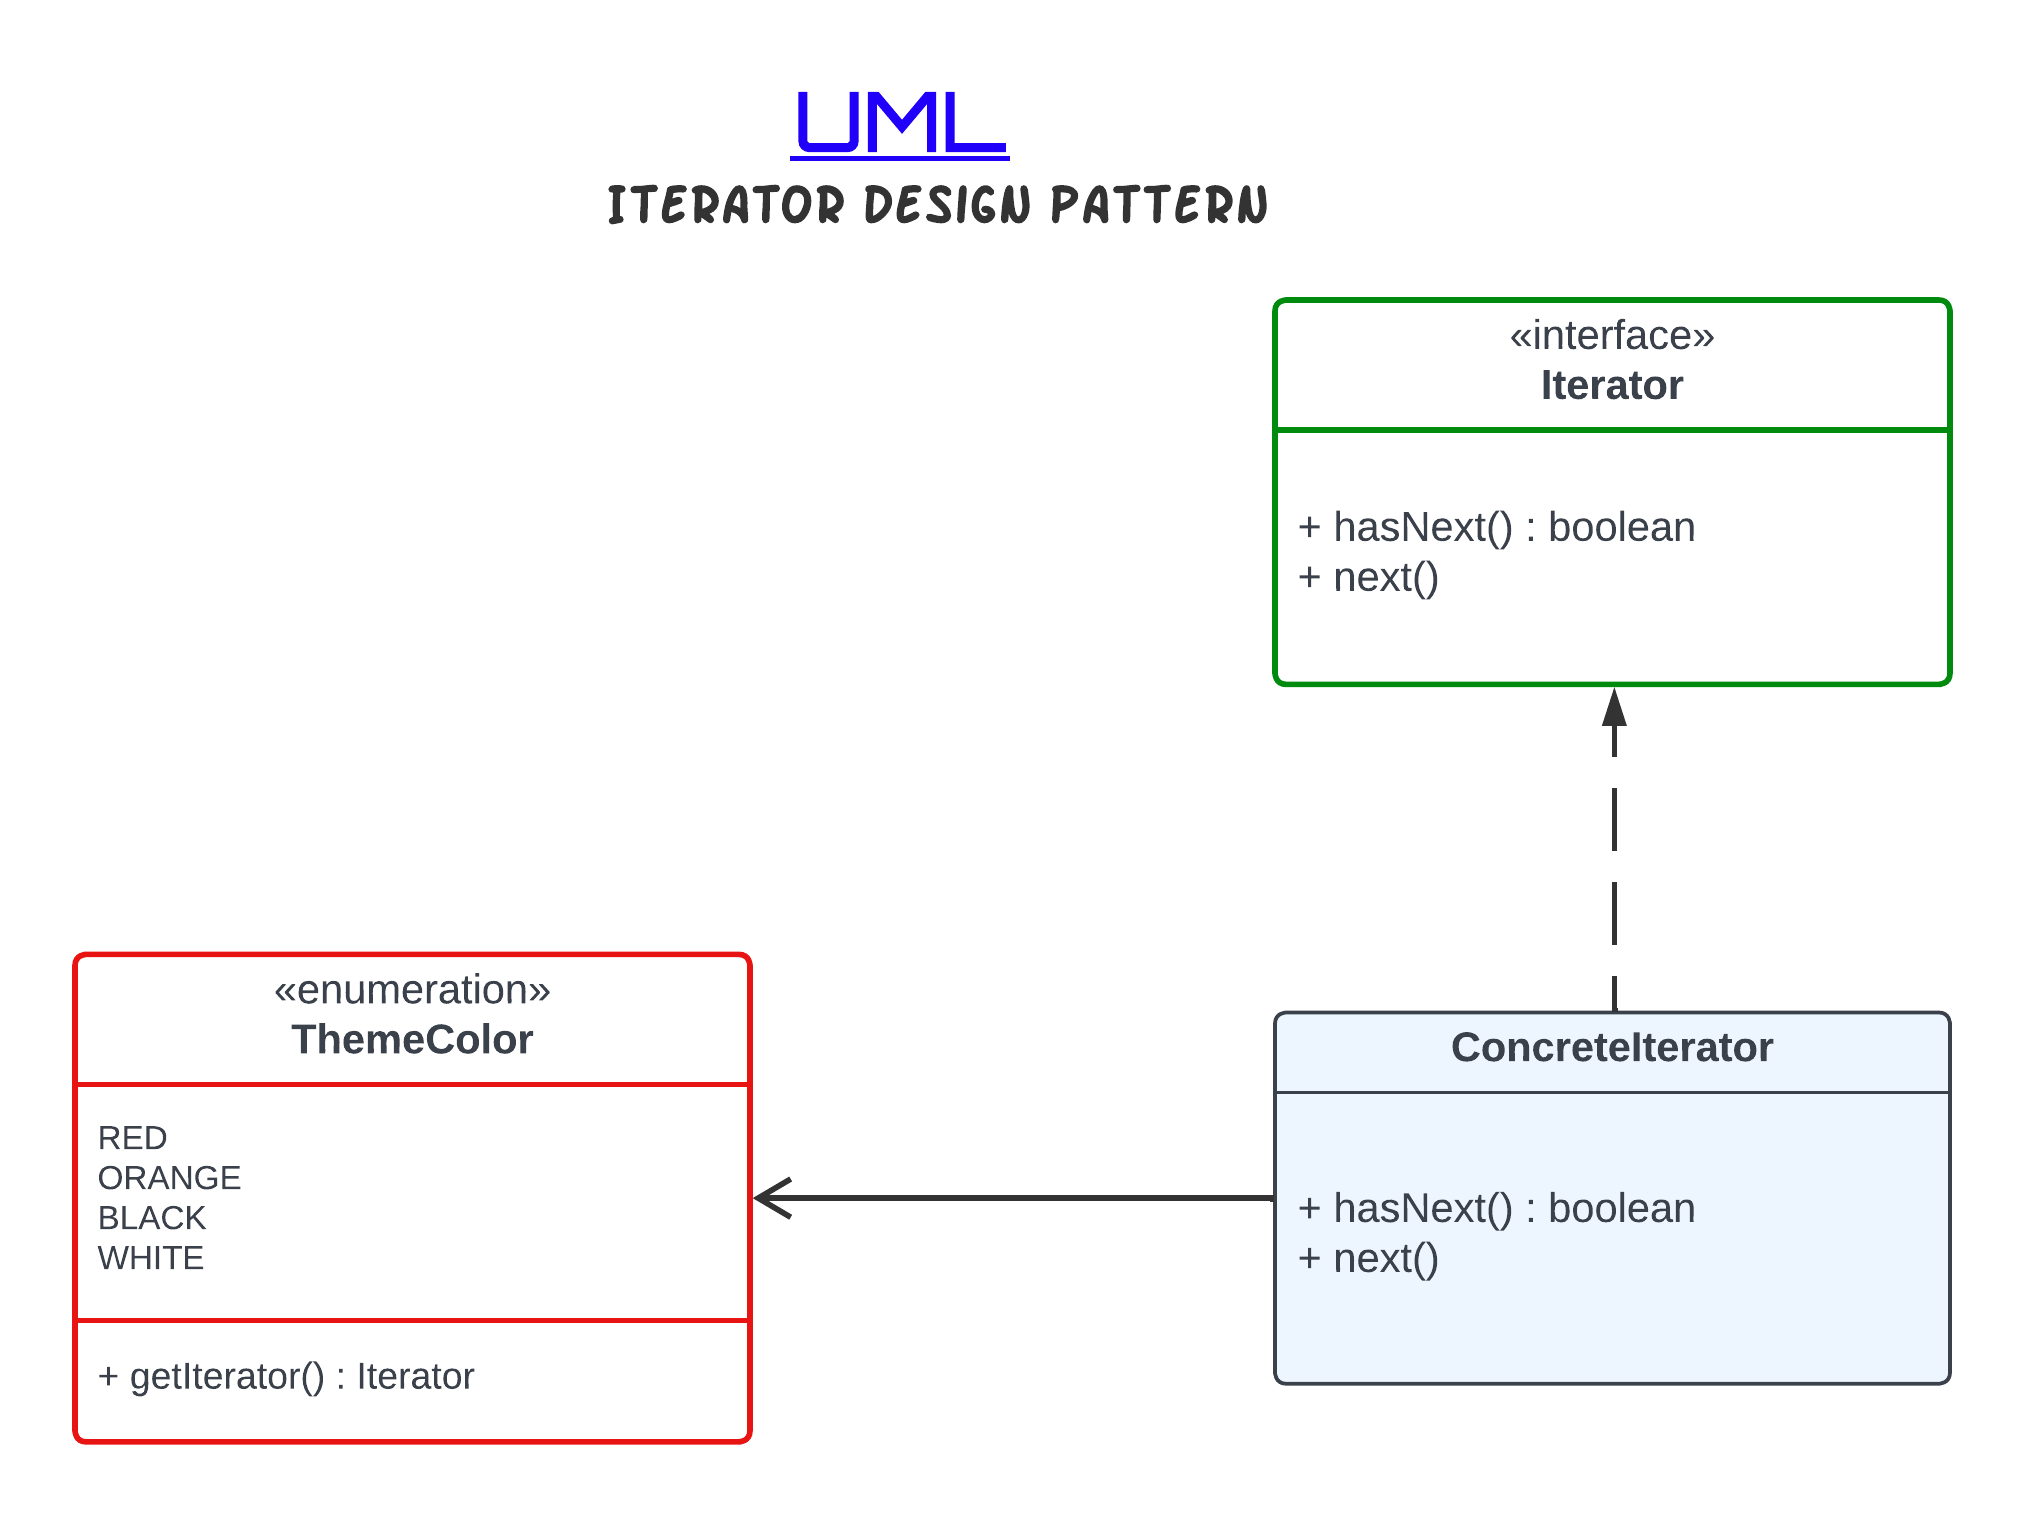 UML
ITERATOR DESIGN PATTERN
«interface»
Iterator
+ hasNext() : boolean
+ next()
«enumeration»
ThemeColor
RED
ORANGE
BLACK
WHITE
+ getIterator() : Iterator
ConcreteIterator
+ hasNext() : boolean
+ next()